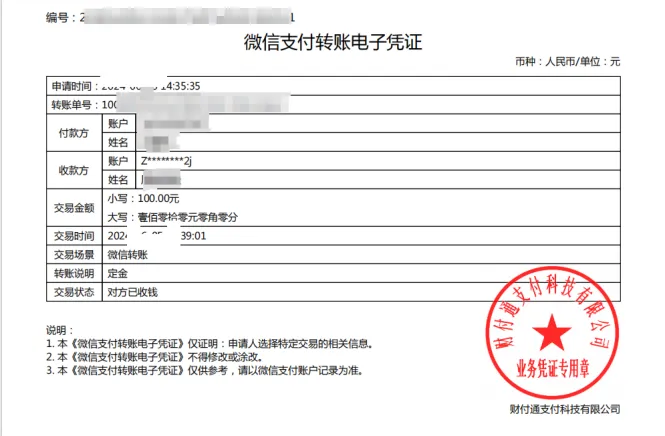 编号：2
1
微信支付转账电子凭证
币种：人民币/单位：元
申请时间：2024-0 14:35:35
转账单号：100
付款方
账户
姓名
收款方
账户 Z********2j
姓名
交易金额
小写：100.00元
大写：壹佰零拾零元零角零分
交易时间 2024 39:01
交易场景 微信转账
转账说明 定金
交易状态 对方已收钱
财付通支付科技有限公司
业务凭证专用章
说明：
1. 本《微信支付转账电子凭证》仅证明：申请人选择特定交易的相关信息。
2. 本《微信支付转账电子凭证》不得修改或涂改。
3. 本《微信支付转账电子凭证》仅供参考，请以微信支付账户记录为准。
财付通支付科技有限公司